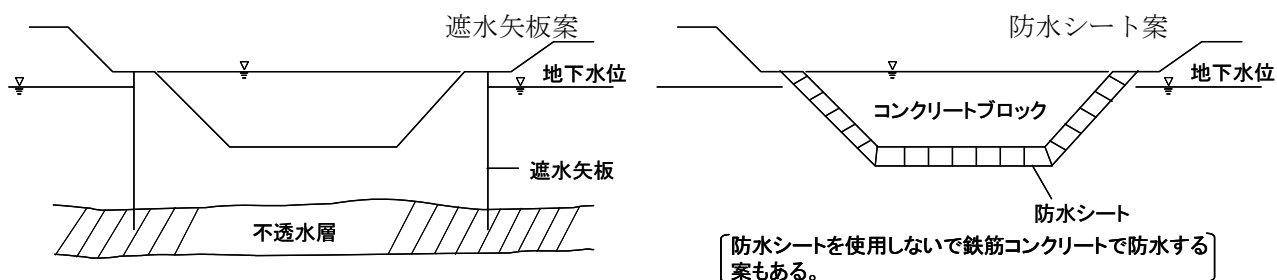 遮水矢板案
地下水位
遮水矢板
不透水層
防水シート案
地下水位
コンクリートブロック
防水シート
防水シートを使用しないで鉄筋コンクリートで防水する
案もある。